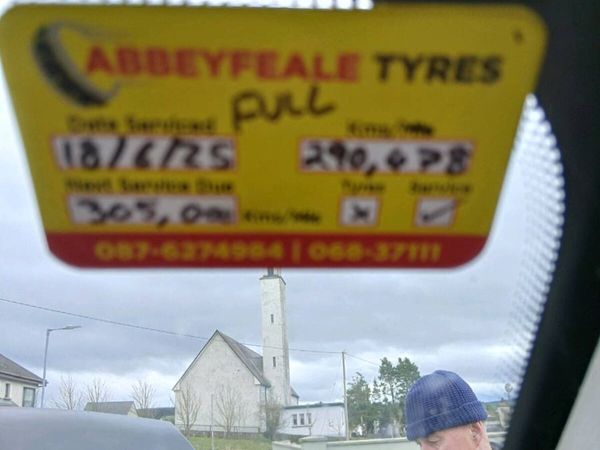 ABBEYFEALE TYRES
FULL
Date Serviced Kms/Mls
18/6/25 290,478
Next Service Due Tyres Service
305,000 Kms/Mls x ✓
087-6274984 | 068-37111